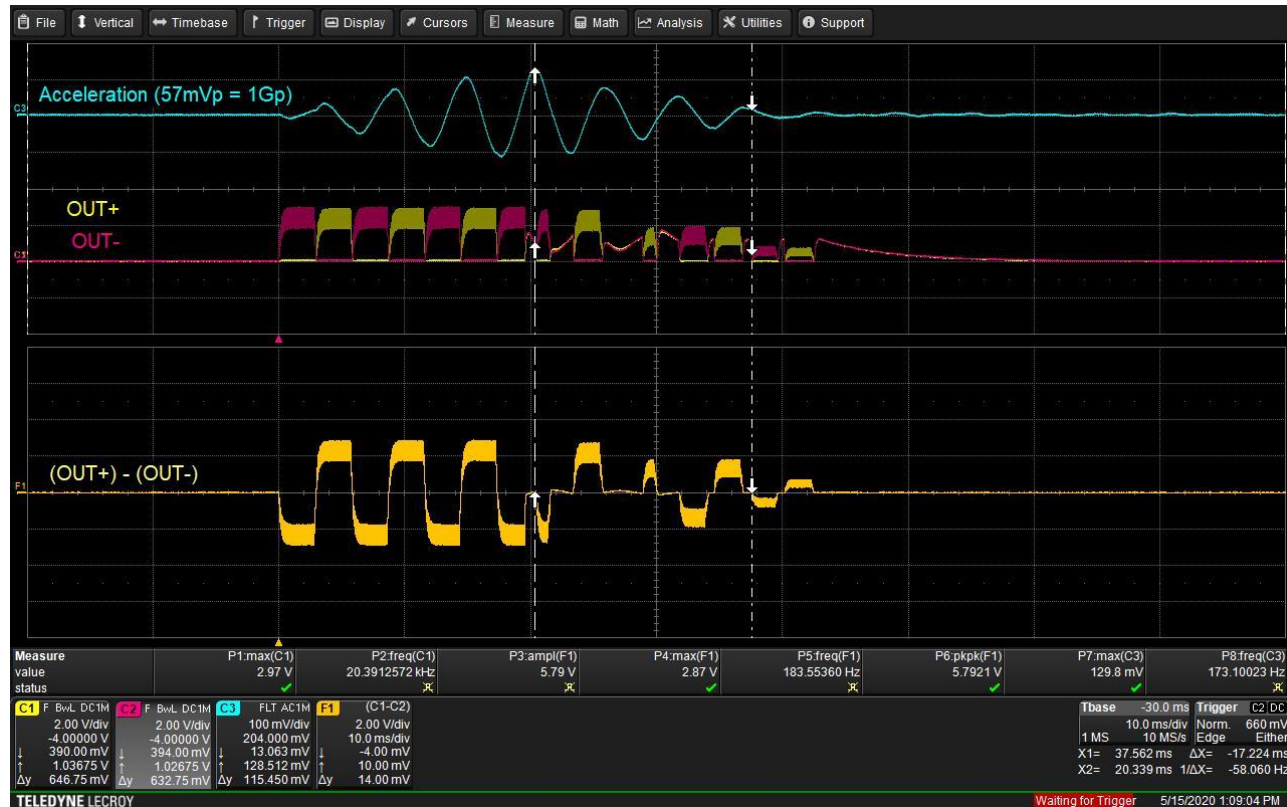 File Vertical Timebase Trigger Display Cursors Measure Math Analysis Utilities Support
Acceleration (57mVp = 1Gp)
C3
OUT+
OUT-
C1
(OUT+) - (OUT-)
F1
Measure P1:max(C1) P2:freq(C1) P3:ampl(F1) P4:max(F1) P5:freq(F1) P6:pkpk(F1) P7:max(C3) P8:freq(C3)
value 2.97 V 20.3912572 kHz 5.79 V 2.87 V 183.55360 Hz 5.7921 V 129.8 mV 173.10023 Hz
status
C1 F BwL DC1M C2 F BwL DC1M C3 FLT AC1M F1 (C1-C2) Tbase -30.0 ms Trigger C2 DC
2.00 V/div 2.00 V/div 100 mV/div 2.00 V/div 10.0 ms/div Norm. 660 mV
-4.00000 V -4.00000 V 204.000 mV 10.0 ms/div 1 MS 10 MS/s Edge Either
↓ 390.00 mV ↓ 394.00 mV ↓ 13.063 mV ↓ -4.00 mV X1= 37.562 ms ΔX= -17.224 ms
↑ 1.03675 V ↑ 1.02675 V ↑ 128.512 mV ↑ 10.00 mV X2= 20.339 ms 1/ΔX= -58.060 Hz
Δy 646.75 mV Δy 632.75 mV Δy 115.450 mV Δy 14.00 mV
TELEDYNE LECROY Waiting for Trigger 5/15/2020 1:09:04 PM